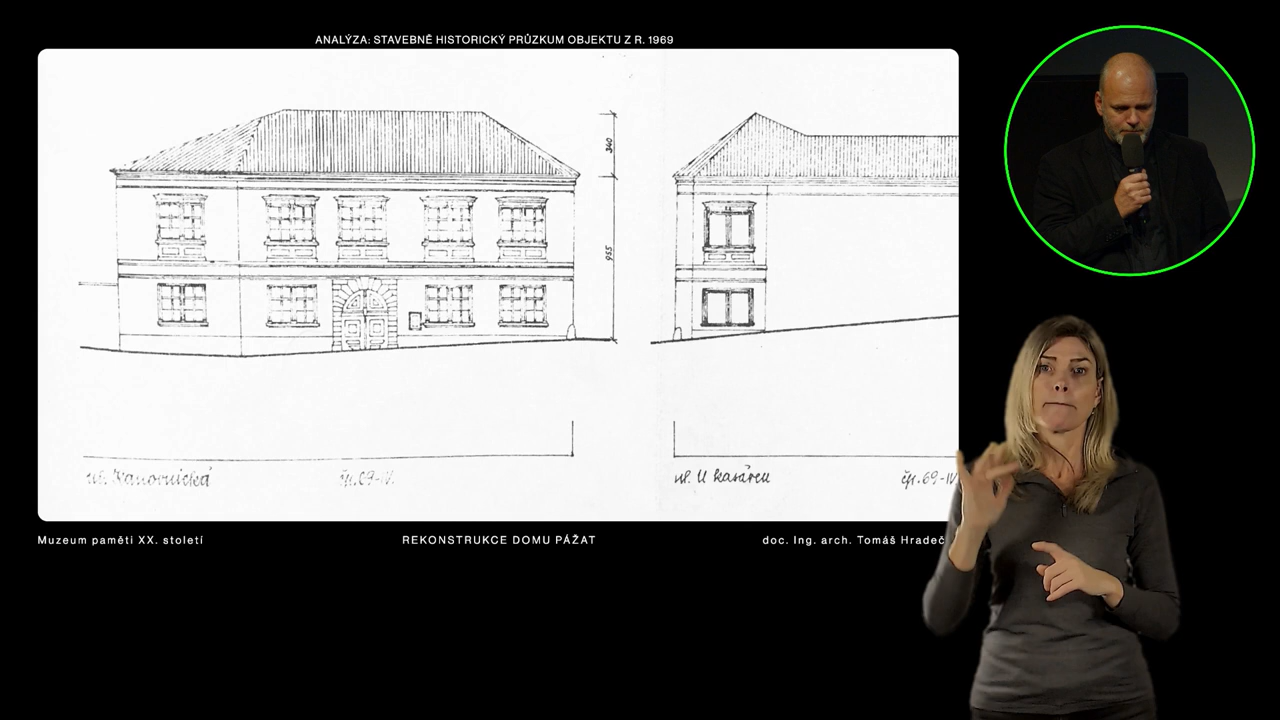 ANALÝZA: STAVEBNĚ HISTORICKÝ PRŮZKUM OBJEKTU Z R. 1969
340
955
ul. Kanovnická
čp. 69-IV.
ul. U kasáren
čp. 69-IV
Muzeum paměti XX. století
REKONSTRUKCE DOMU PÁŽAT
doc. Ing. arch. Tomáš Hradeč